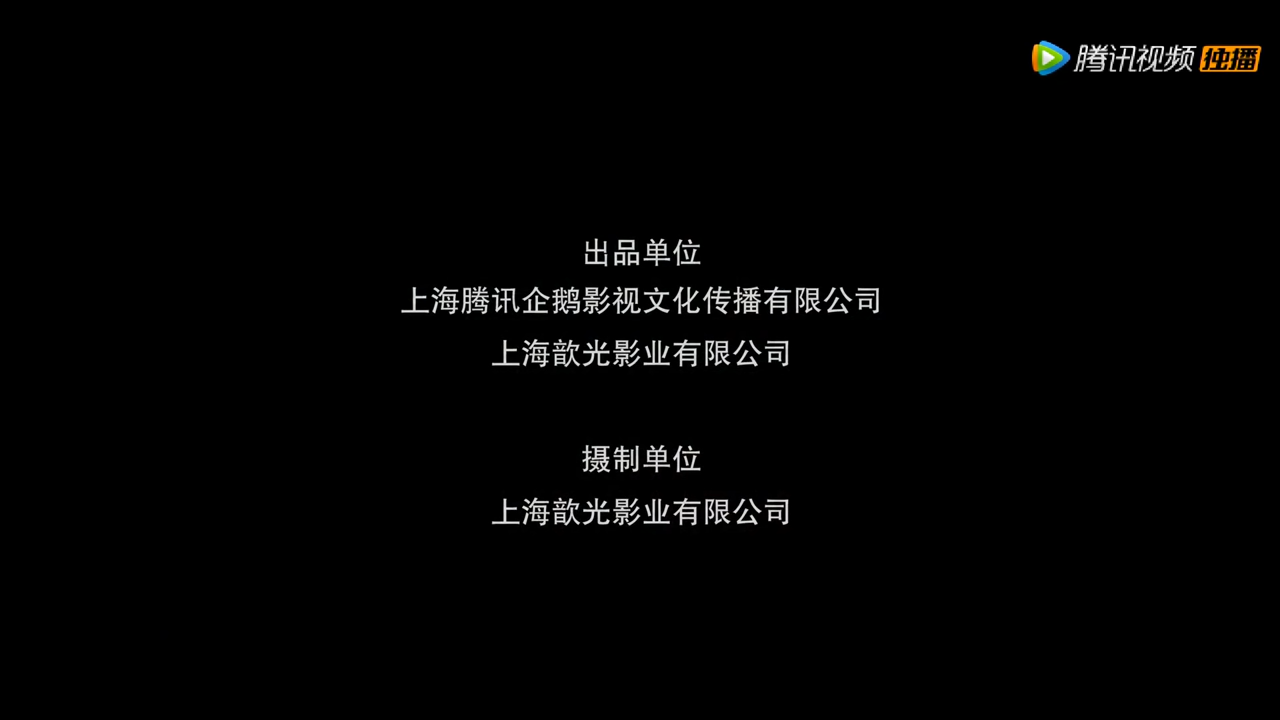 腾讯视频 独播
出品单位
上海腾讯企鹅影视文化传播有限公司
上海歆光影业有限公司
摄制单位
上海歆光影业有限公司